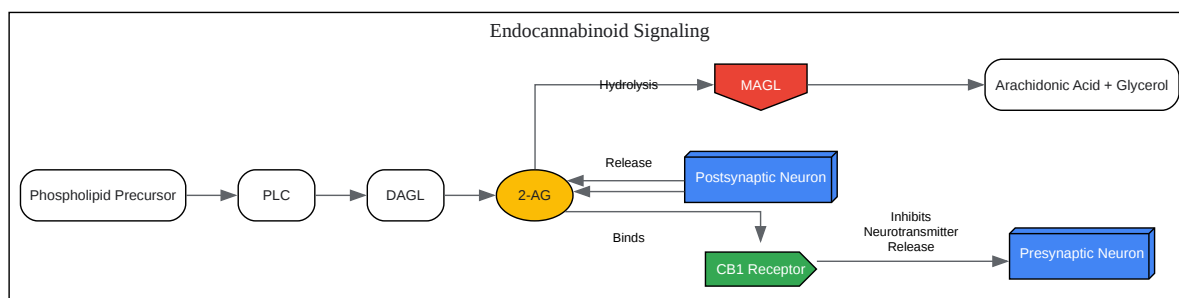 Endocannabinoid Signaling
Hydrolysis
MAGL
Arachidonic Acid + Glycerol
Release
Postsynaptic Neuron
Phospholipid Precursor
PLC
DAGL
2-AG
Binds
CB1 Receptor
Inhibits
Neurotransmitter
Release
Presynaptic Neuron